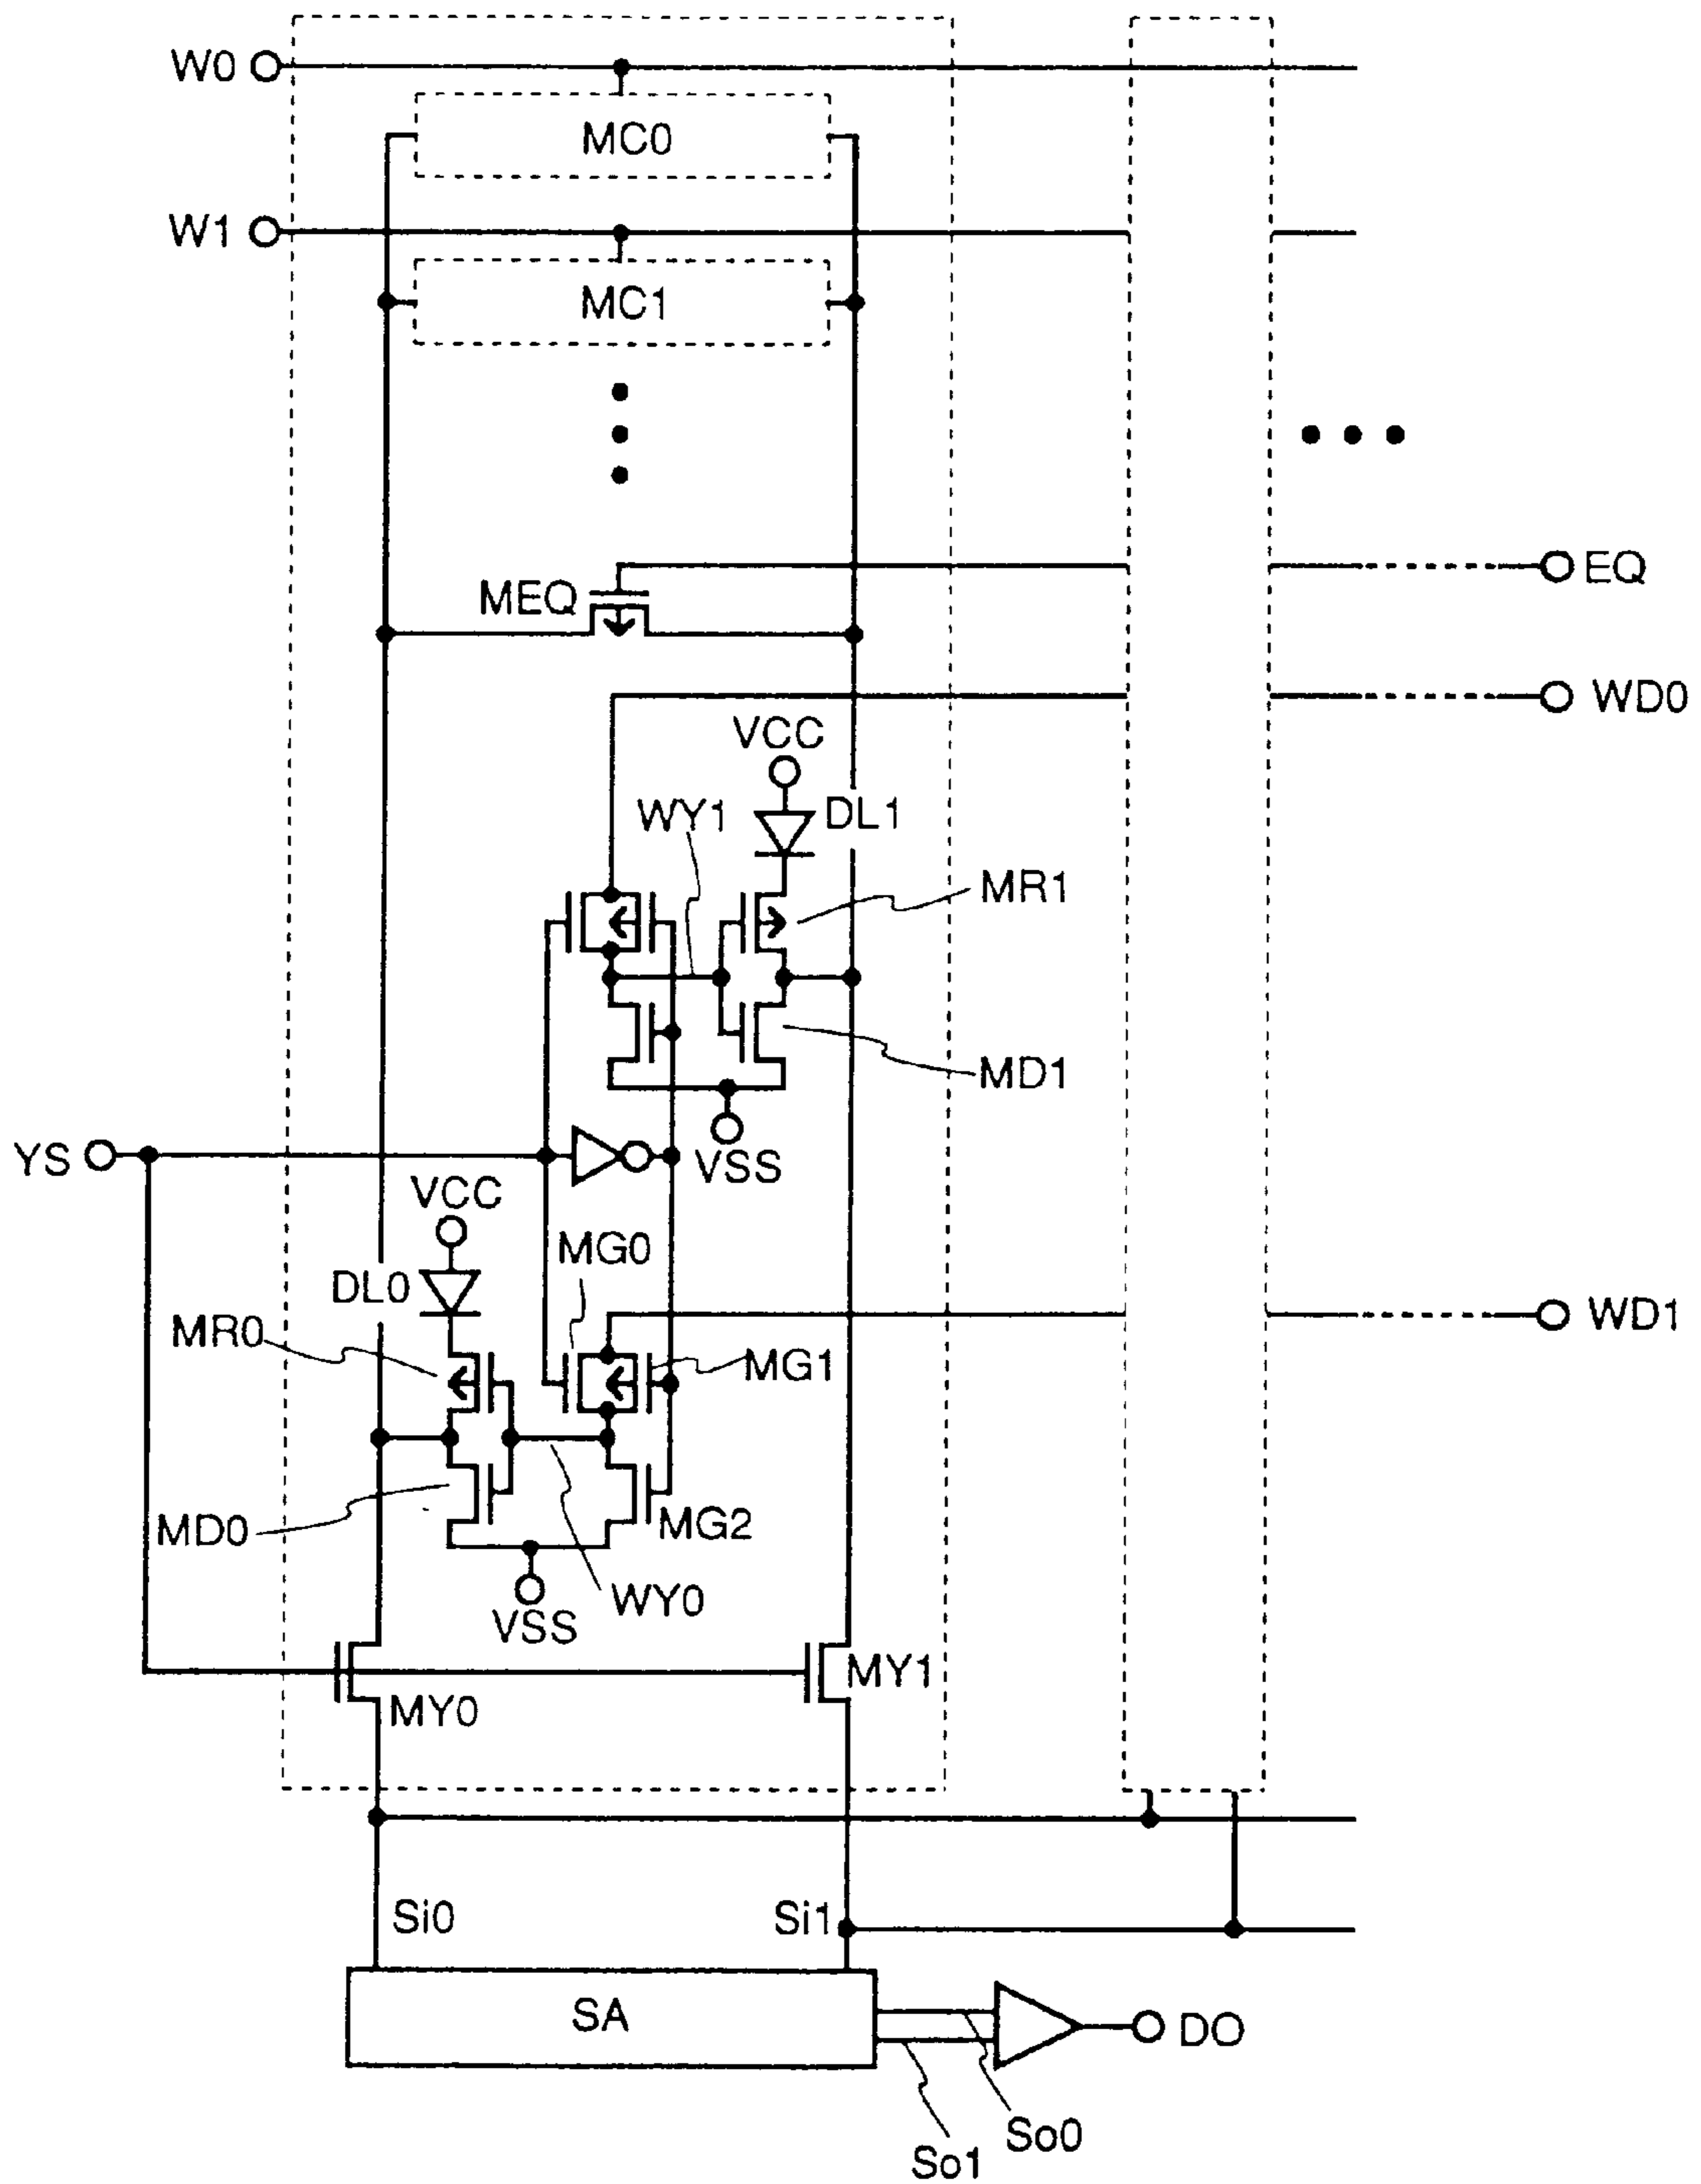 W0
MC0
W1
MC1
EQ
MEQ
WD0
VCC
WY1
DL1
MR1
MD1
YS
VSS
VCC
MG0
DL0
WD1
MR0
MG1
MD0
MG2
WY0
VSS
MY1
MY0
Si0
Si1
SA
DO
So0
So1